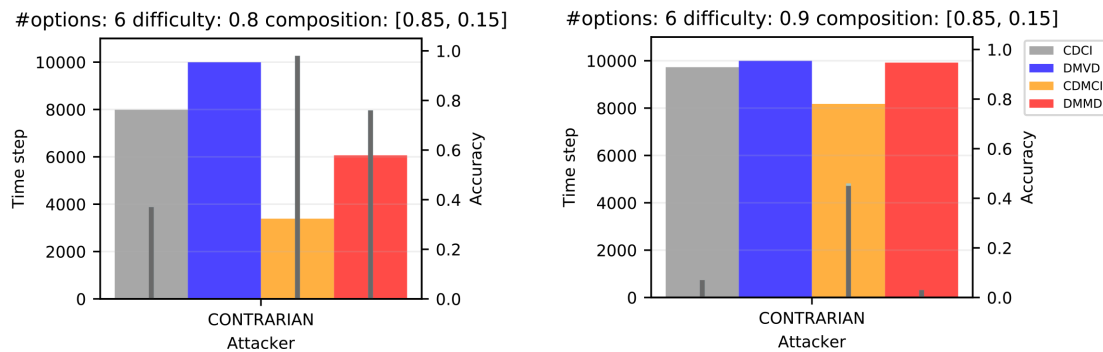 #options: 6 difficulty: 0.8 composition: [0.85, 0.15]
10000
8000
6000
4000
2000
0
Time step
1.0
0.8
0.6
0.4
0.2
0.0
Accuracy
CONTRARIAN
Attacker
#options: 6 difficulty: 0.9 composition: [0.85, 0.15]
10000
8000
6000
4000
2000
0
Time step
1.0
0.8
0.6
0.4
0.2
0.0
Accuracy
CONTRARIAN
Attacker
CDCI
DMVD
CDMCI
DMMD